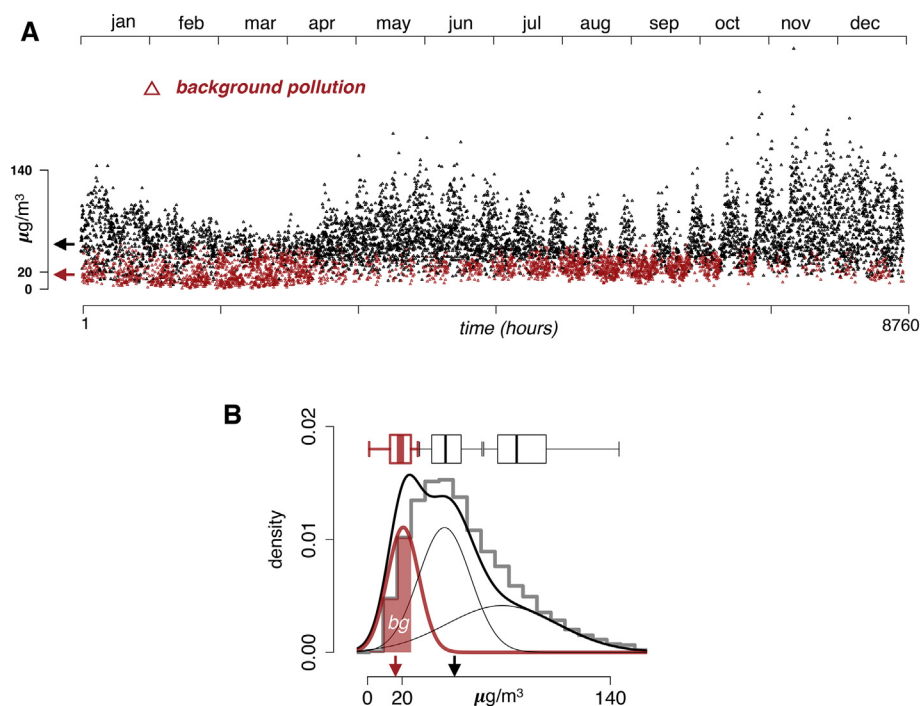 A
jan feb mar apr may jun jul aug sep oct nov dec
△ background pollution
140
μg/m³
20
0
1 time (hours) 8760
B
0.02
0.01
0.00
density
bg
0 20 μg/m³ 140